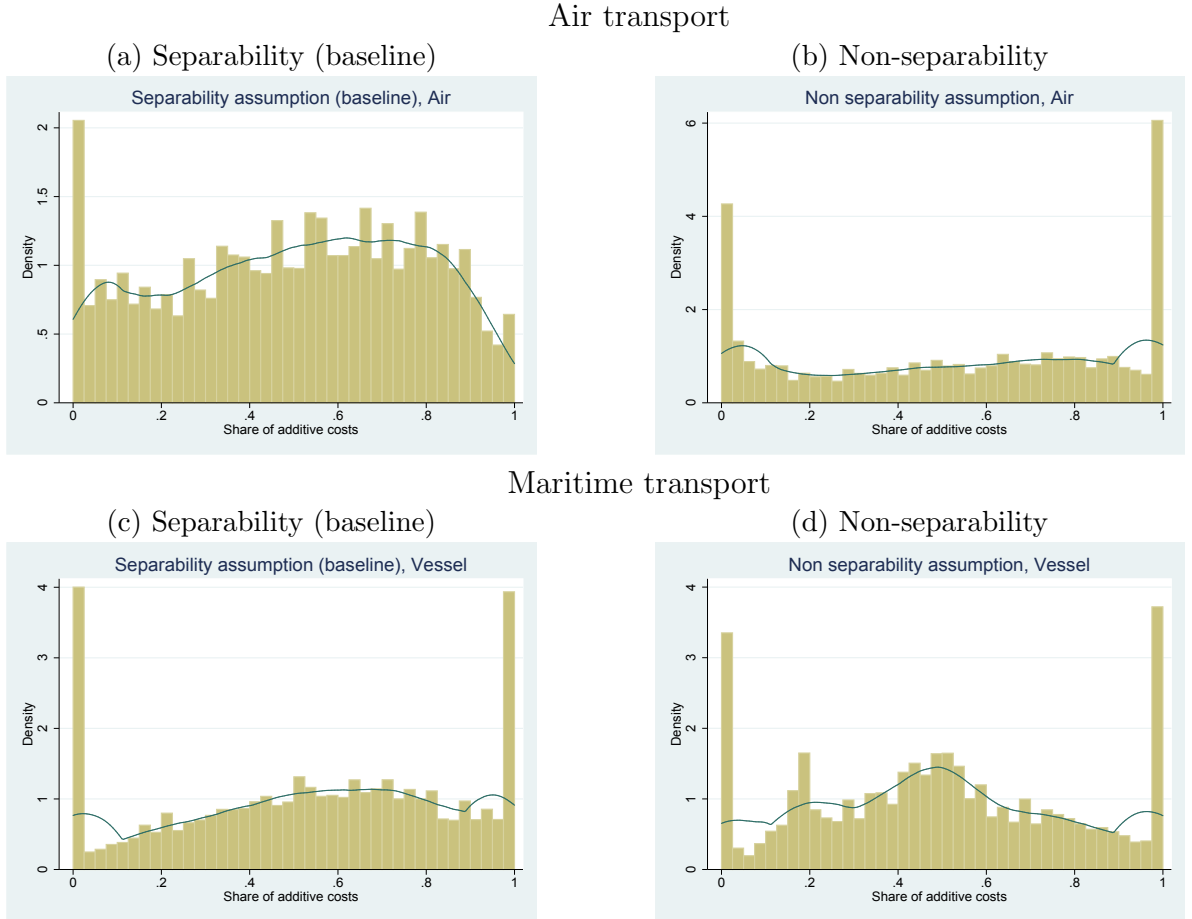 Air transport
(a) Separability (baseline)
(b) Non-separability
Separability assumption (baseline), Air
Density
2
1.5
1
.5
0
0 .2 .4 .6 .8 1
Share of additive costs
Non separability assumption, Air
Density
6
4
2
0
0 .2 .4 .6 .8 1
Share of additive costs
Maritime transport
(c) Separability (baseline)
(d) Non-separability
Separability assumption (baseline), Vessel
Density
4
3
2
1
0
0 .2 .4 .6 .8 1
Share of additive costs
Non separability assumption, Vessel
Density
4
3
2
1
0
0 .2 .4 .6 .8 1
Share of additive costs